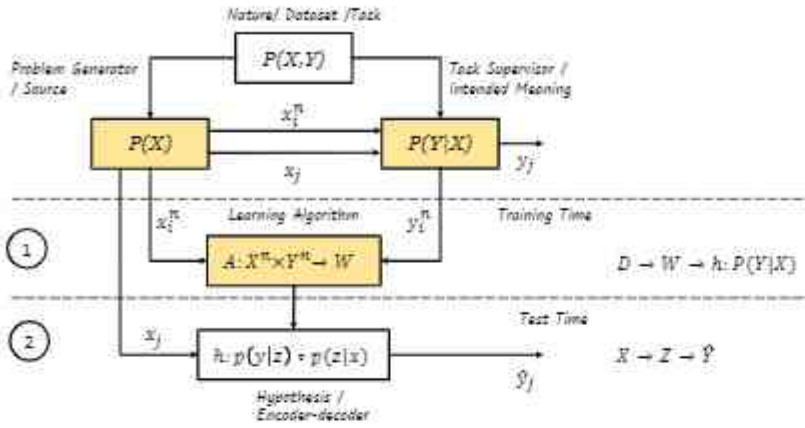 Nature/ Dataset /Task
P(X,Y)
Problem Generator
/ Source
Task Supervisor /
Intended Meaning
P(X)
x_i^n
x_j
P(Y|X)
y_j
x_i^n
Learning Algorithm
y_i^n
Training Time
1
A: X^n×Y^n→ W
D → W → h: P(Y|X)
Test Time
2
x_j
h: p(y|z) ∘ p(z|x)
ŷ_j
X → Z → Ŷ
Hypothesis /
Encoder-decoder